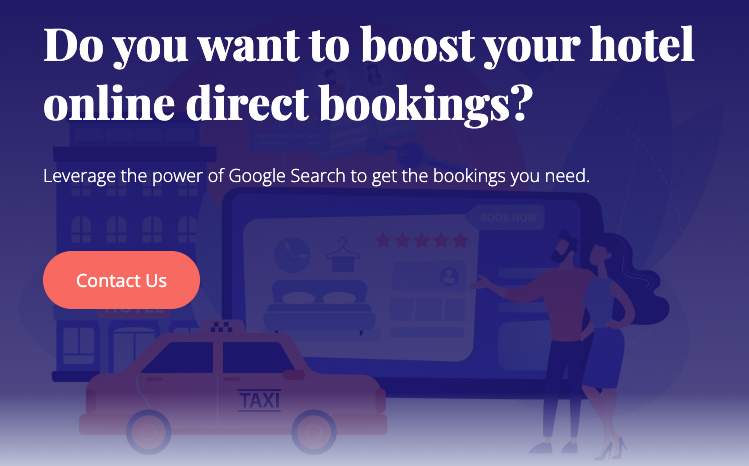 Do you want to boost your hotel
online direct bookings?
Leverage the power of Google Search to get the bookings you need.
BOOK NOW
Contact Us
HOTEL
TAXI